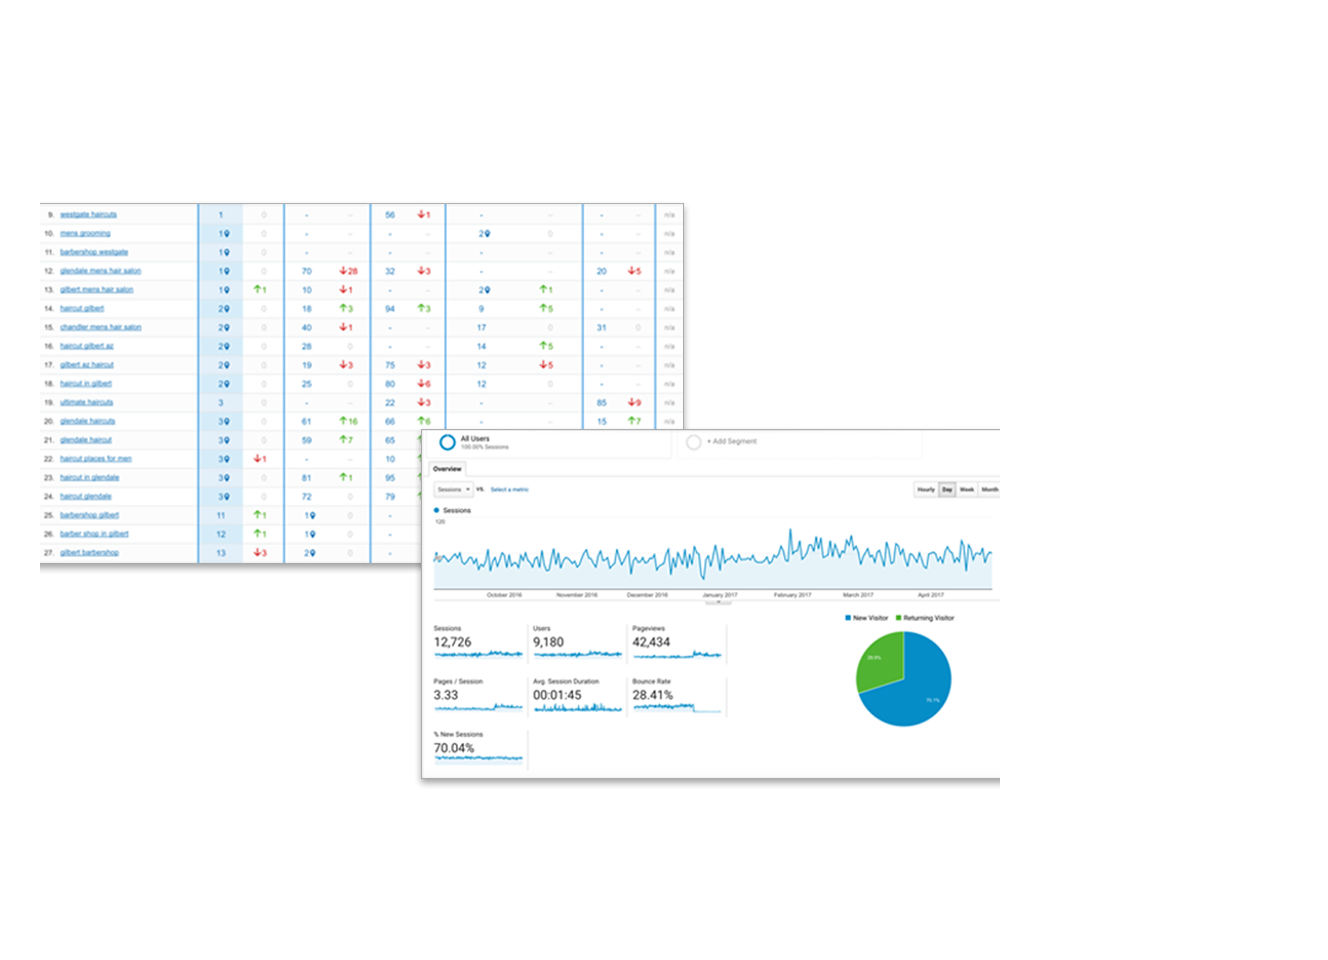 9. westgate haircuts 1 0 - -- 56 1 - -- - -- n/a
10. mens grooming 1 0 - -- - -- 2 0 - -- n/a
11. barbershop westgate 1 0 - -- - -- - -- - -- n/a
12. glendale mens hair salon 1 0 70 28 32 3 - -- 20 5 n/a
13. gilbert mens hair salon 1 1 10 1 - -- 2 1 - -- n/a
14. haircut gilbert 2 0 18 3 94 3 9 5 - -- n/a
15. chandler mens hair salon 2 0 40 1 - -- 17 0 31 0 n/a
16. haircut gilbert az 2 0 28 0 - -- 14 5 - -- n/a
17. gilbert az haircut 2 0 19 3 75 3 12 5 - -- n/a
18. haircut in gilbert 2 0 25 0 80 6 12 0 - -- n/a
19. ultimate haircuts 3 0 - -- 22 3 - -- 85 9 n/a
20. glendale haircuts 3 0 61 16 66 6 - -- 15 7 n/a
21. glendale haircut 3 0 59 7 65
22. haircut places for men 3 1 - -- 10
23. haircut in glendale 3 0 81 1 95
24. haircut glendale 3 0 72 0 79
25. barbershop gilbert 11 1 1 0 -
26. barber shop in gilbert 12 1 1 0 -
27. gilbert barbershop 13 3 2 0 -
All Users
100.00% Sessions
+ Add Segment
Overview
Sessions VS. Select a metric
Hourly Day Week Month
Sessions
120
October 2016 November 2016 December 2016 January 2017 February 2017 March 2017 April 2017
New Visitor Returning Visitor
Sessions Users Pageviews
12,726 9,180 42,434
29.9%
70.1%
Pages / Session Avg. Session Duration Bounce Rate
3.33 00:01:45 28.41%
% New Sessions
70.04%